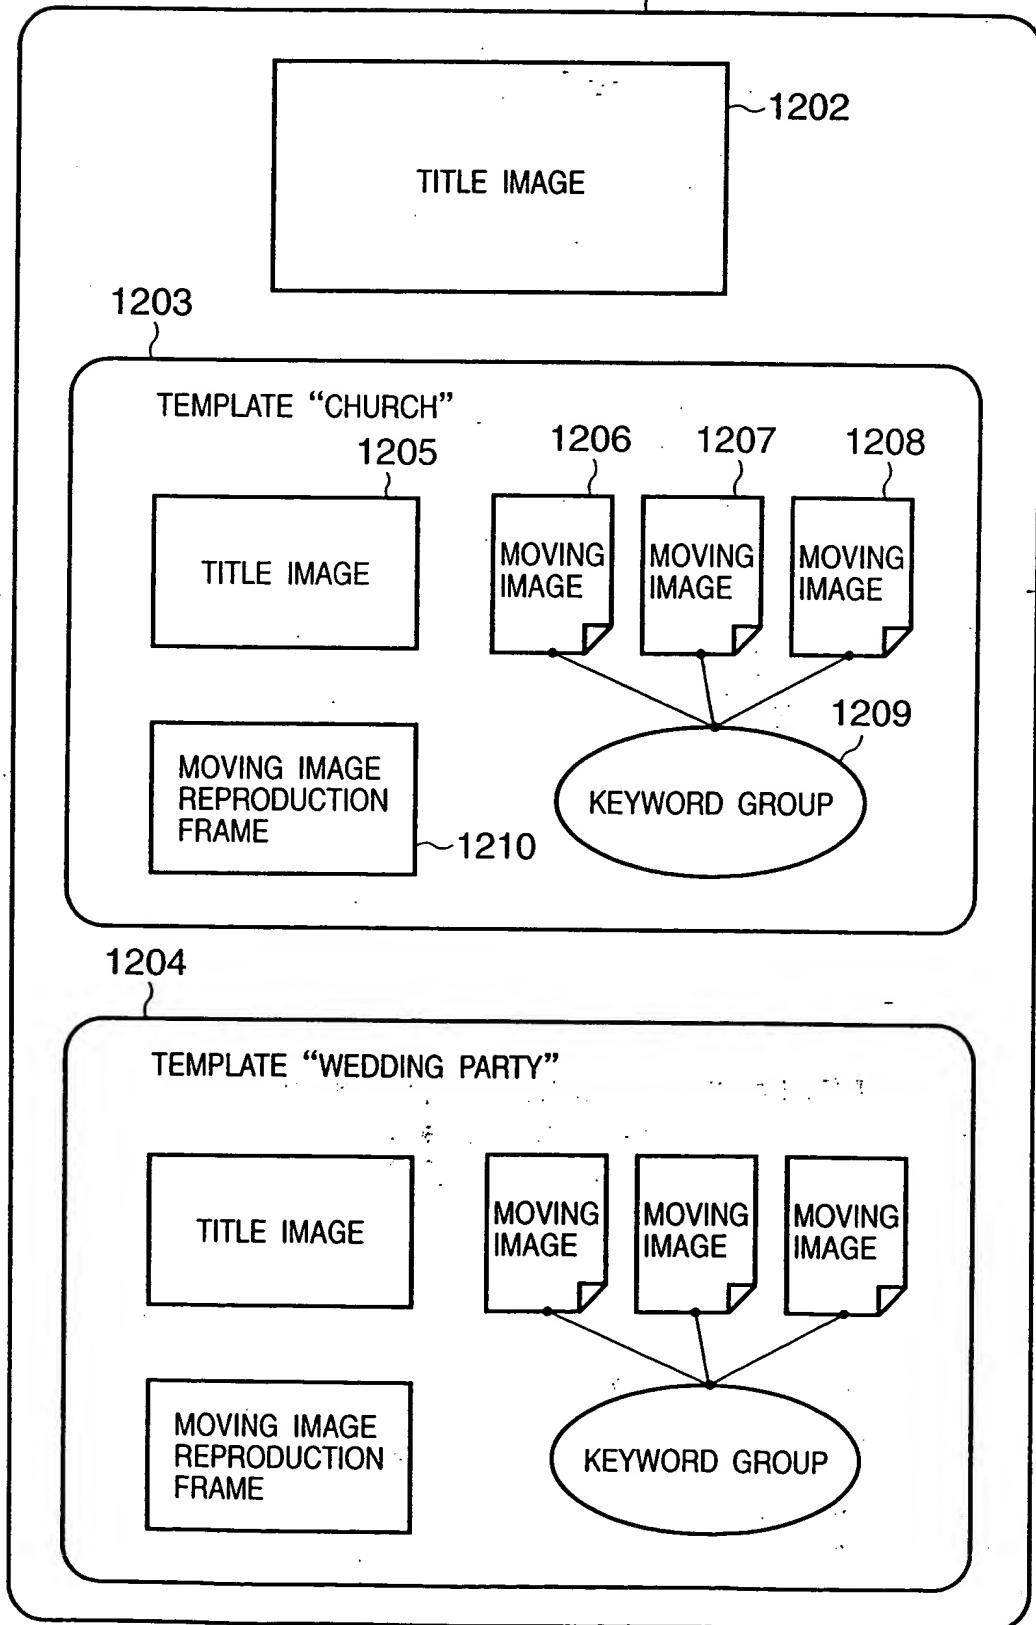 1202
TITLE IMAGE
1203
TEMPLATE “CHURCH”
1205
1206
1207
1208
TITLE IMAGE
MOVING
IMAGE
MOVING
IMAGE
MOVING
IMAGE
1209
MOVING IMAGE
REPRODUCTION
FRAME
1210
KEYWORD GROUP
1204
TEMPLATE “WEDDING PARTY”
TITLE IMAGE
MOVING
IMAGE
MOVING
IMAGE
MOVING
IMAGE
MOVING IMAGE
REPRODUCTION
FRAME
KEYWORD GROUP